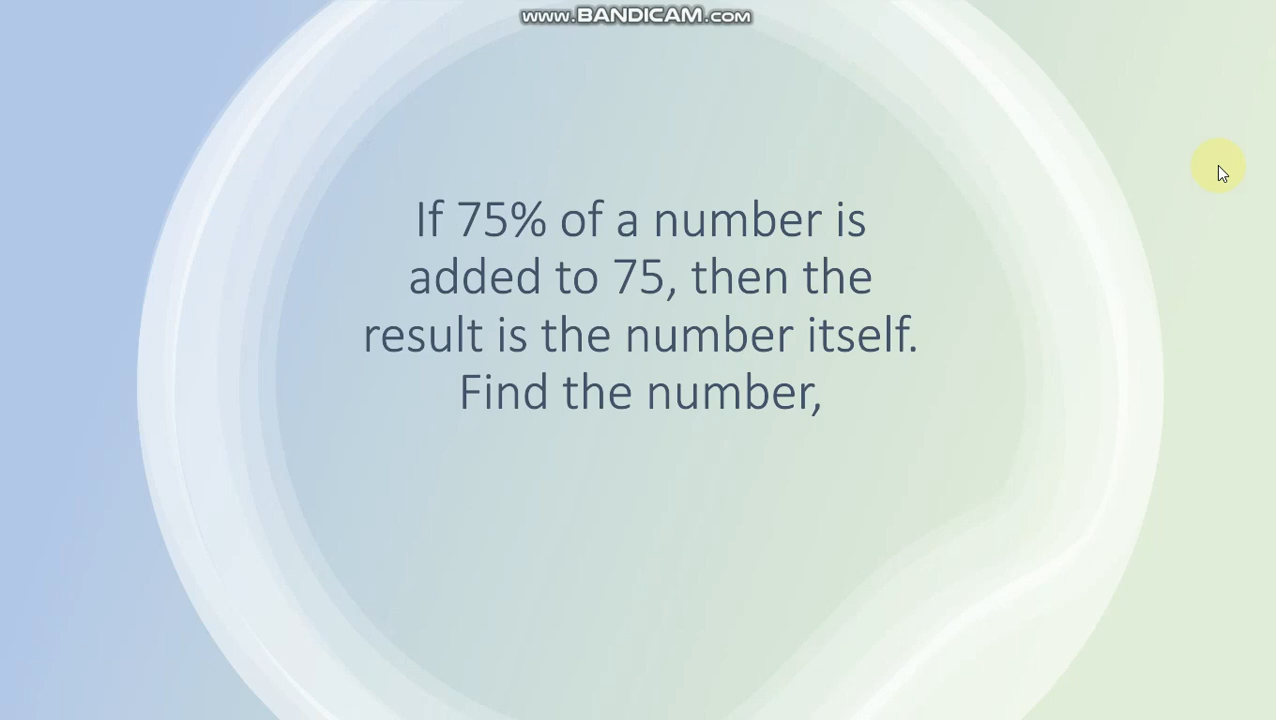 www.BANDICAM.com
If 75% of a number is
added to 75, then the
result is the number itself.
Find the number,